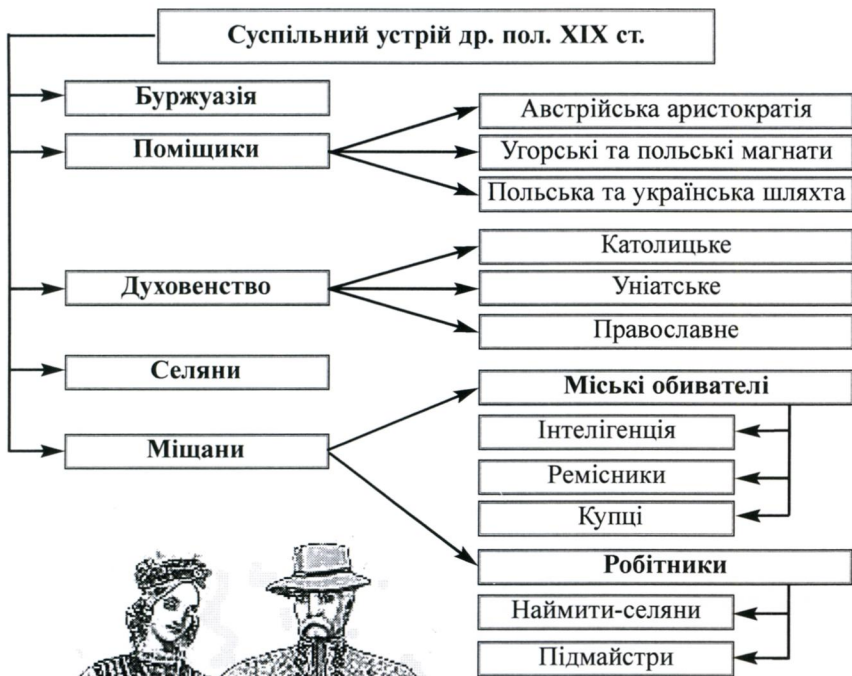 Суспільний устрій др. пол. XIX ст.
Буржуазія
Поміщики
Австрійська аристократія
Угорські та польські магнати
Польська та українська шляхта
Духовенство
Католицьке
Уніатське
Православне
Селяни
Міщани
Міські обивателі
Інтелігенція
Ремісники
Купці
Робітники
Наймити-селяни
Підмайстри